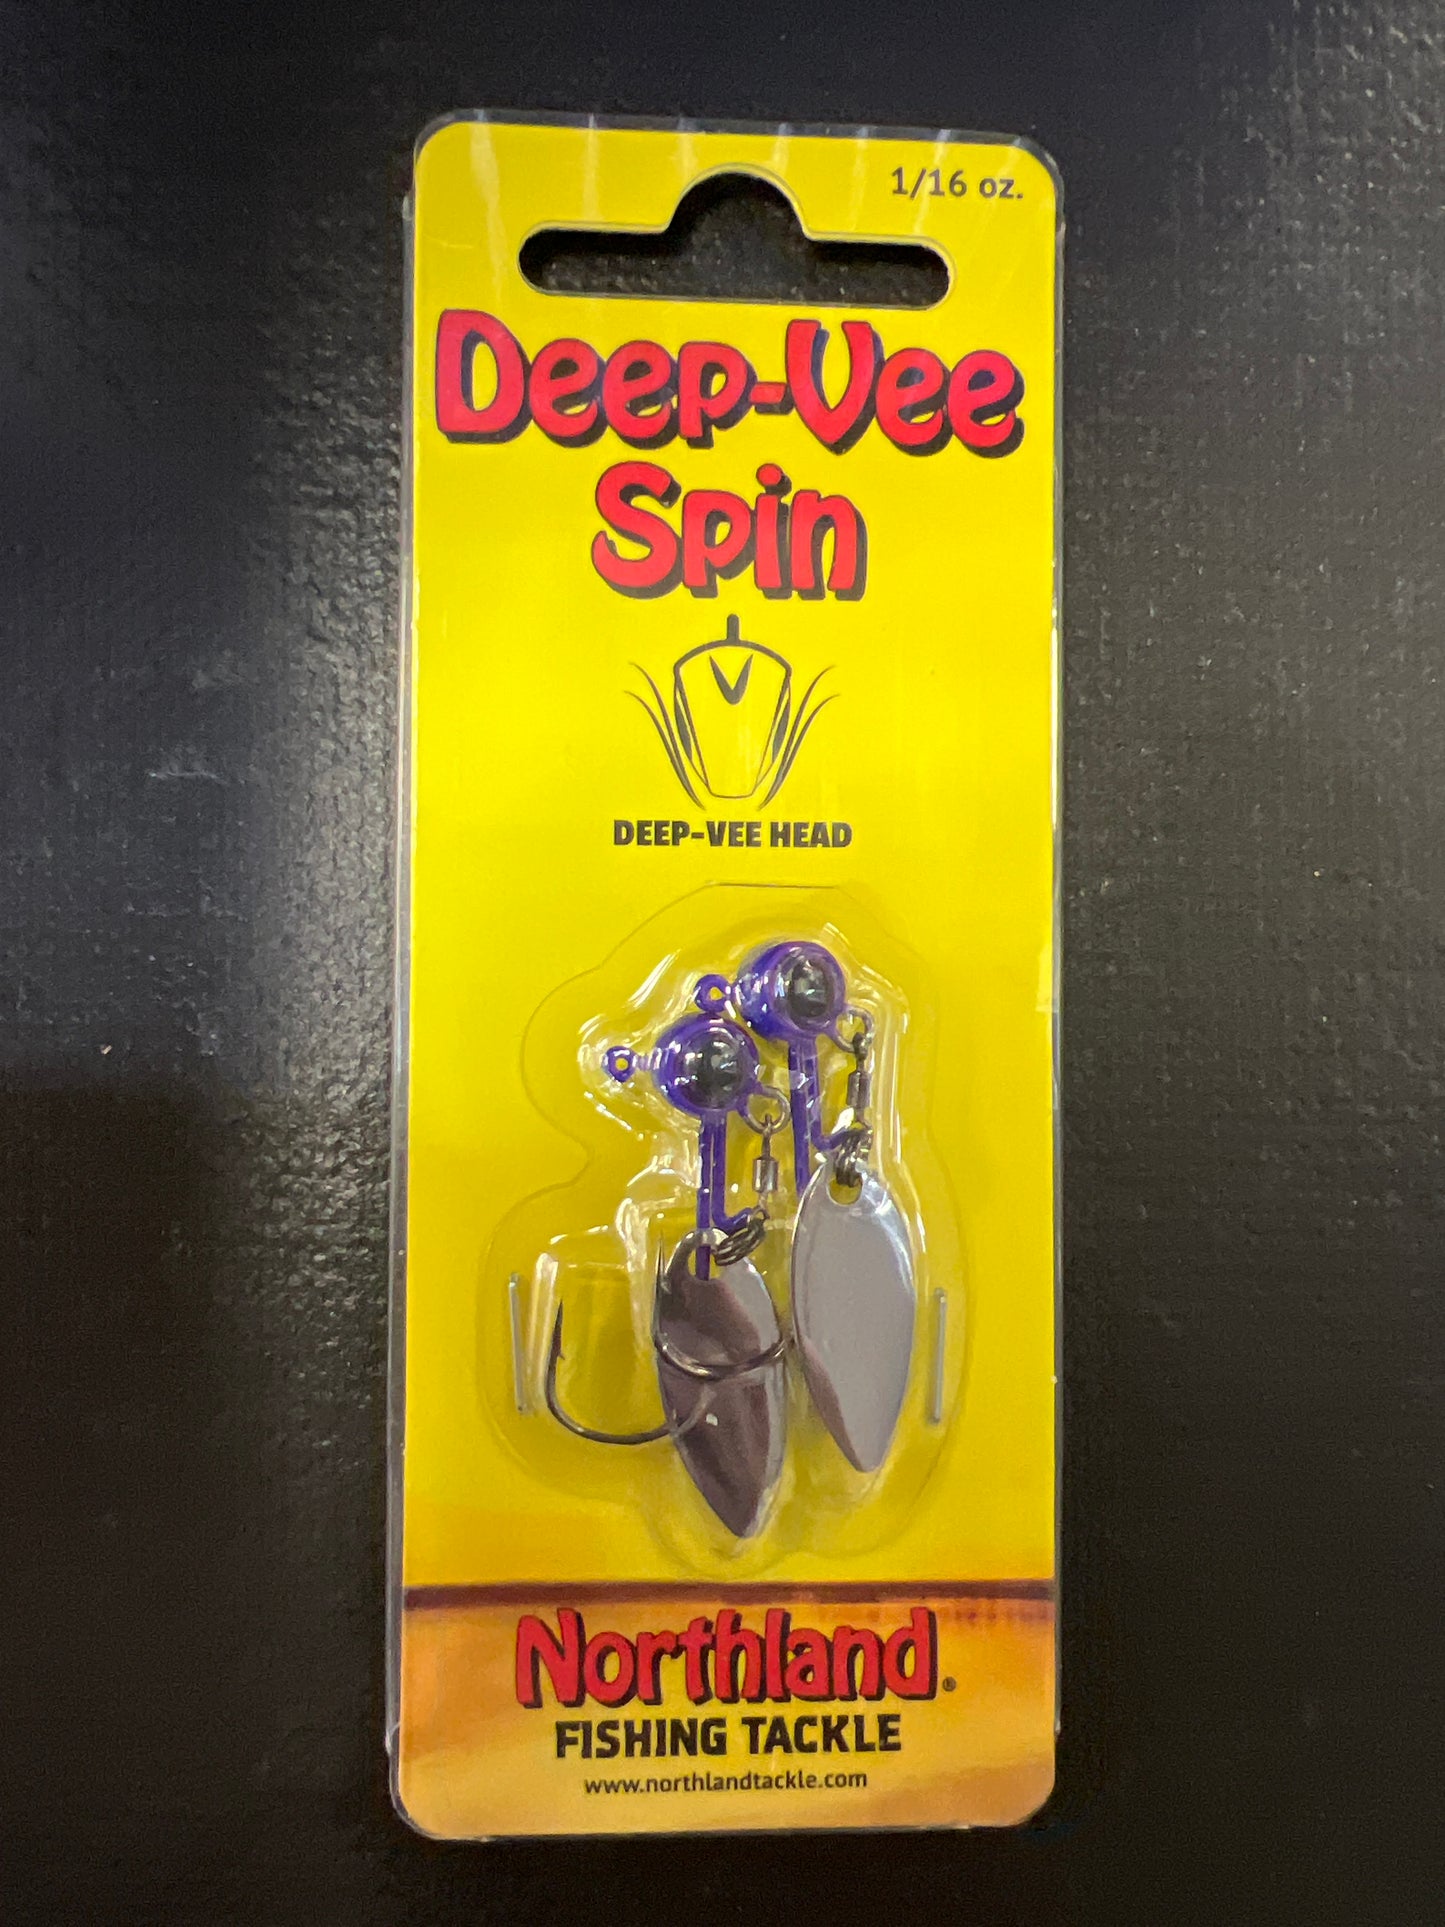 1/16 oz.
Deep-Vee
Spin
DEEP-VEE HEAD
Northland®
FISHING TACKLE
www.northlandtackle.com